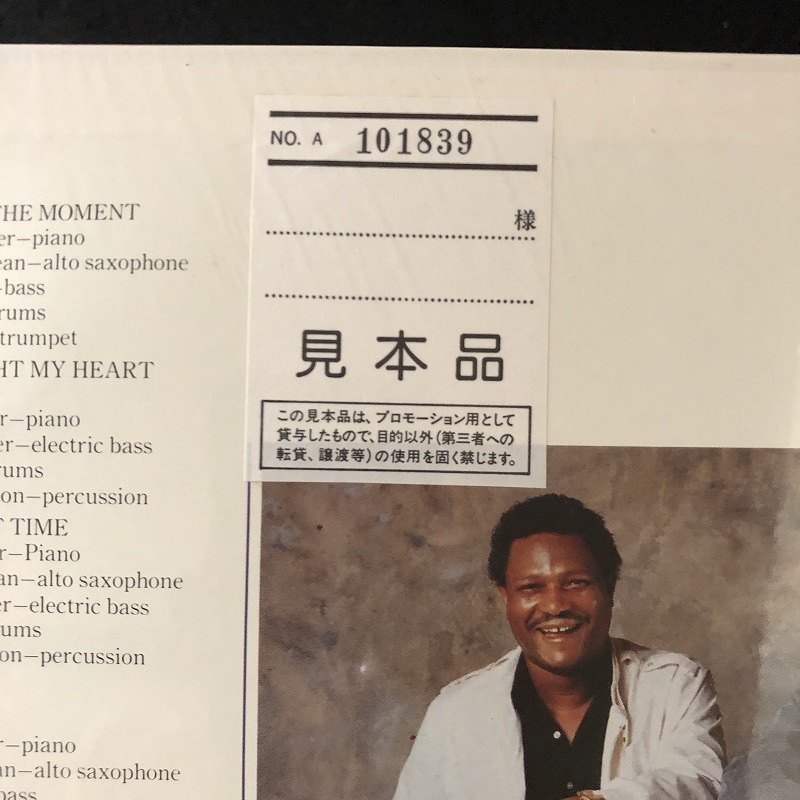 NO. A 101839
様
見本品
この見本品は、プロモーション用として
貸与したもので、目的以外(第三者への
転貸、譲渡等)の使用を固く禁じます。
THE MOMENT
er–piano
ean–alto saxophone
-bass
rums
trumpet
HT MY HEART
r–piano
er–electric bass
rums
on–percussion
T TIME
r–Piano
an–alto saxophone
er–electric bass
rums
on–percussion
r–piano
an–alto saxophone
bass